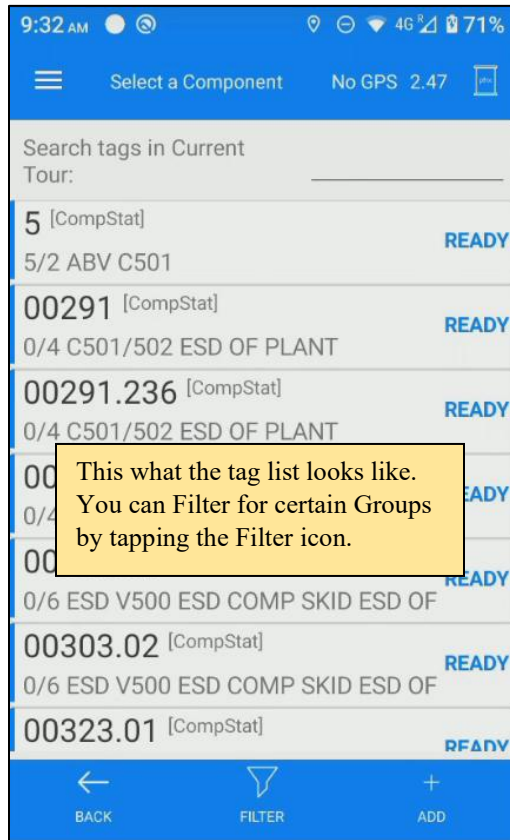 9:32 AM 4G R 71%
Select a Component No GPS 2.47
Search tags in Current
Tour:
5 [CompStat]
READY
5/2 ABV C501
00291 [CompStat]
READY
0/4 C501/502 ESD OF PLANT
00291.236 [CompStat]
READY
0/4 C501/502 ESD OF PLANT
This what the tag list looks like.
You can Filter for certain Groups
by tapping the Filter icon.
0/6 ESD V500 ESD COMP SKID ESD OF
00303.02 [CompStat]
READY
0/6 ESD V500 ESD COMP SKID ESD OF
00323.01 [CompStat]
READY
BACK FILTER ADD